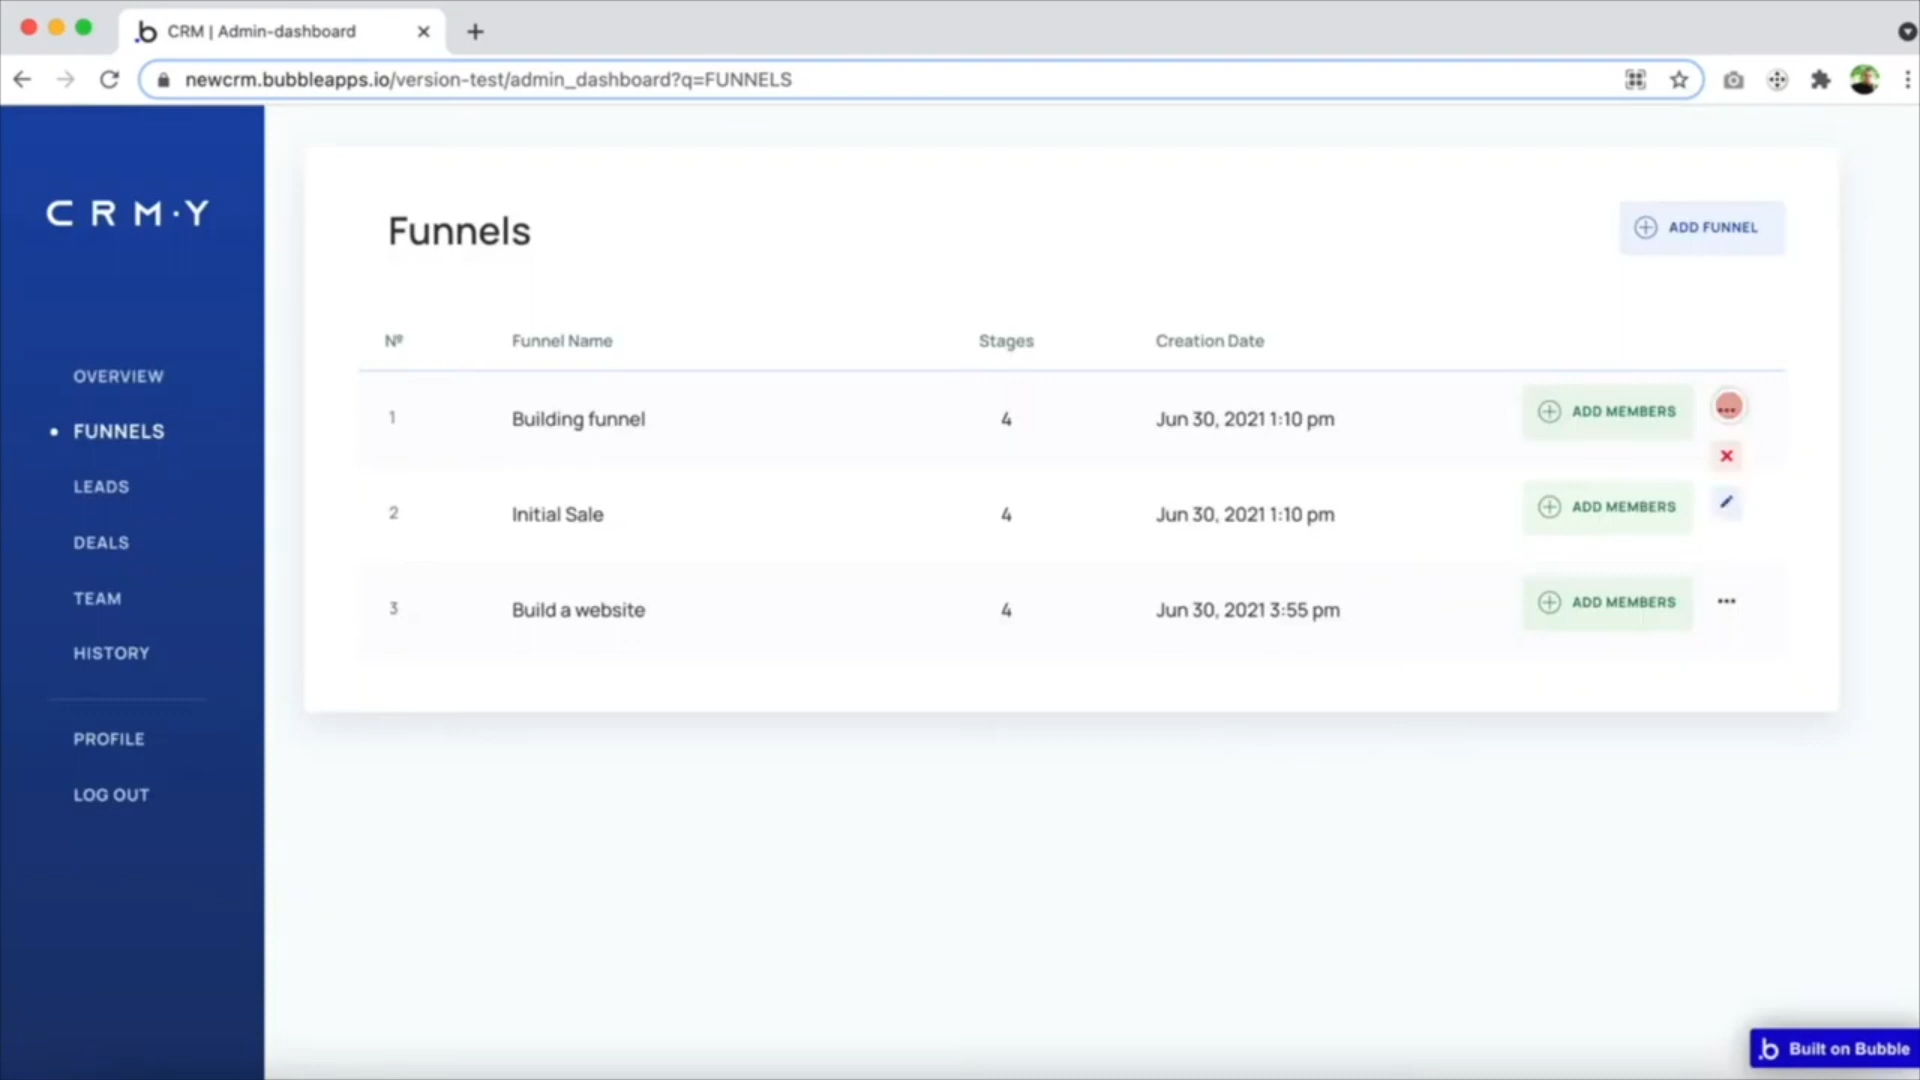 CRM | Admin-dashboard
newcrm.bubbleapps.io/version-test/admin_dashboard?q=FUNNELS
CRM·Y
OVERVIEW
FUNNELS
LEADS
DEALS
TEAM
HISTORY
PROFILE
LOG OUT
Funnels
ADD FUNNEL
Nº Funnel Name Stages Creation Date
1 Building funnel 4 Jun 30, 2021 1:10 pm ADD MEMBERS
2 Initial Sale 4 Jun 30, 2021 1:10 pm ADD MEMBERS
3 Build a website 4 Jun 30, 2021 3:55 pm ADD MEMBERS
.b Built on Bubble